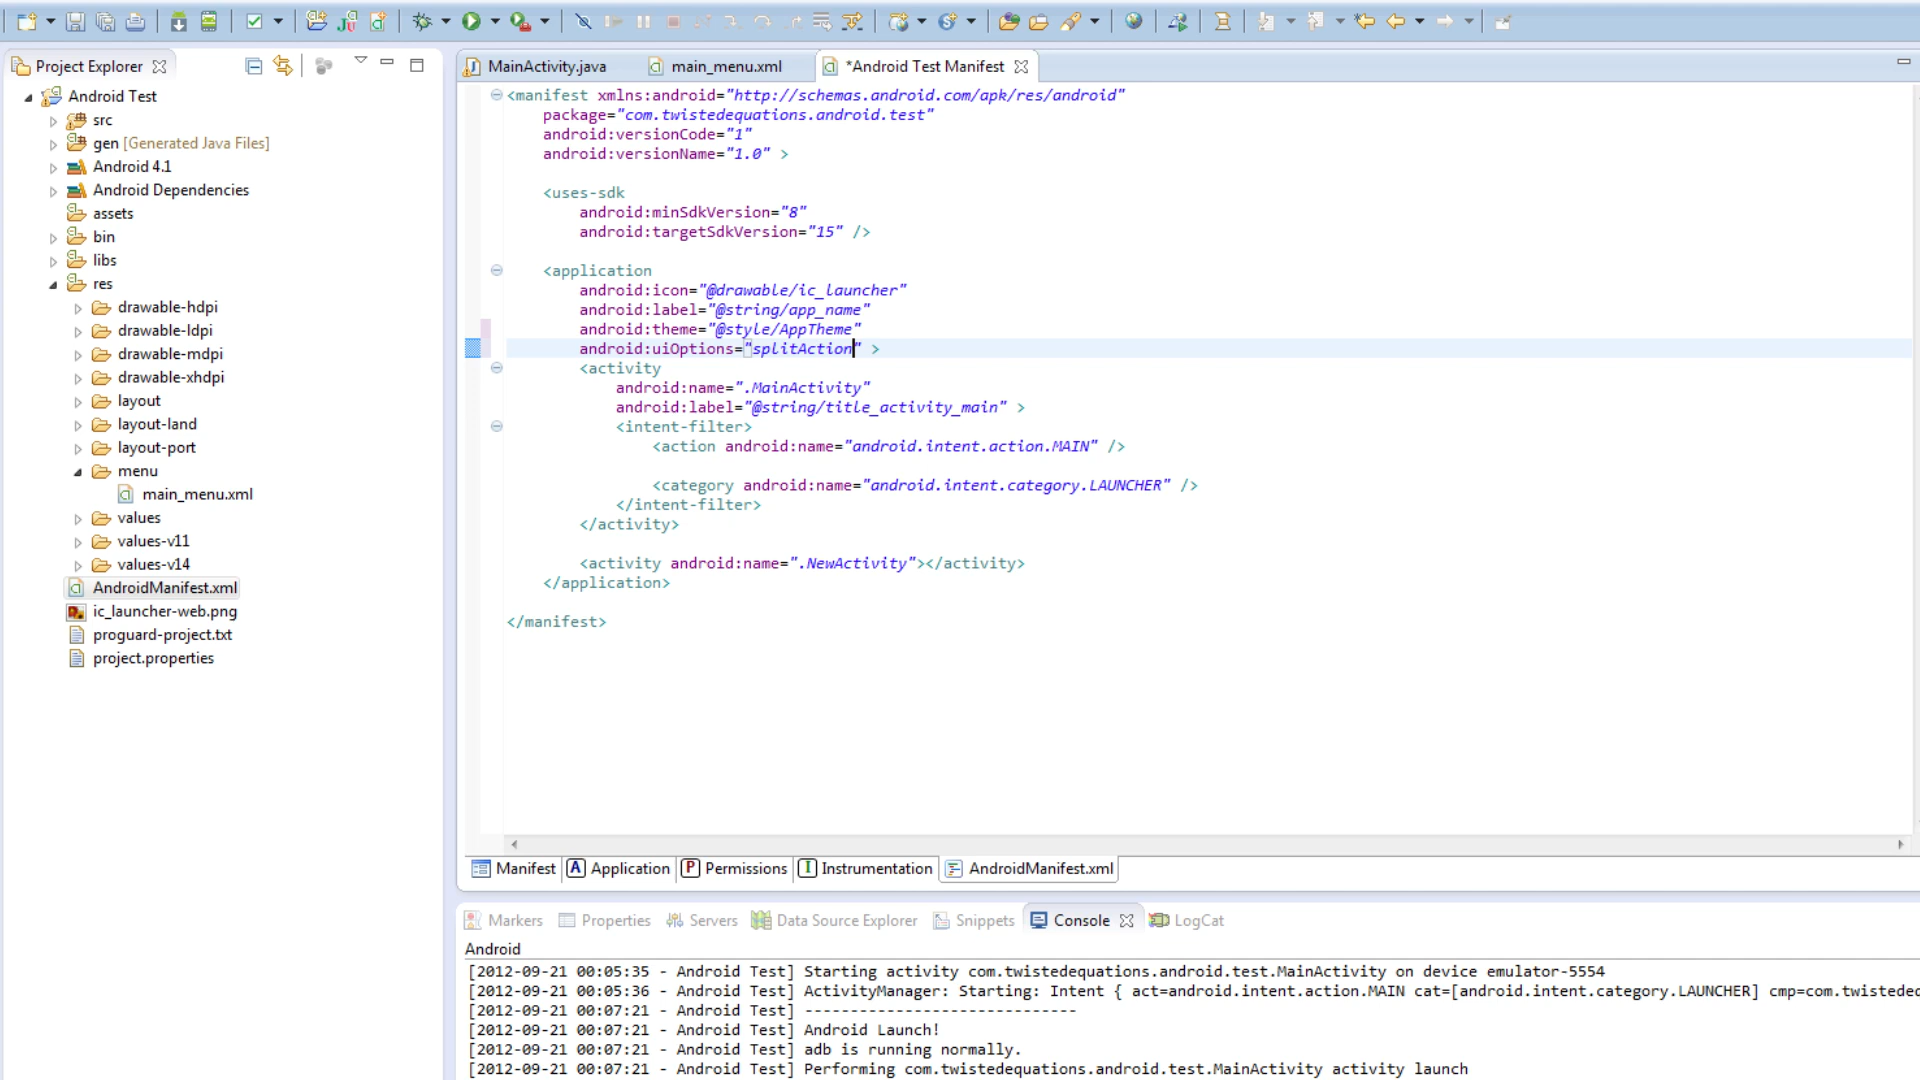 Project Explorer
Android Test
src
gen [Generated Java Files]
Android 4.1
Android Dependencies
assets
bin
libs
res
drawable-hdpi
drawable-ldpi
drawable-mdpi
drawable-xhdpi
layout
layout-land
layout-port
menu
main_menu.xml
values
values-v11
values-v14
AndroidManifest.xml
ic_launcher-web.png
proguard-project.txt
project.properties
MainActivity.java
main_menu.xml
*Android Test Manifest
<manifest xmlns:android="http://schemas.android.com/apk/res/android"
package="com.twistedequations.android.test"
android:versionCode="1"
android:versionName="1.0" >
<uses-sdk
android:minSdkVersion="8"
android:targetSdkVersion="15" />
<application
android:icon="@drawable/ic_launcher"
android:label="@string/app_name"
android:theme="@style/AppTheme"
android:uiOptions="splitAction" >
<activity
android:name=".MainActivity"
android:label="@string/title_activity_main" >
<intent-filter>
<action android:name="android.intent.action.MAIN" />
<category android:name="android.intent.category.LAUNCHER" />
</intent-filter>
</activity>
<activity android:name=".NewActivity"></activity>
</application>
</manifest>
Manifest
A Application
P Permissions
I Instrumentation
AndroidManifest.xml
Markers
Properties
Servers
Data Source Explorer
Snippets
Console
LogCat
Android
[2012-09-21 00:05:35 - Android Test] Starting activity com.twistedequations.android.test.MainActivity on device emulator-5554
[2012-09-21 00:05:36 - Android Test] ActivityManager: Starting: Intent { act=android.intent.action.MAIN cat=[android.intent.category.LAUNCHER] cmp=com.twisted
[2012-09-21 00:07:21 - Android Test] ------------------------------
[2012-09-21 00:07:21 - Android Test] Android Launch!
[2012-09-21 00:07:21 - Android Test] adb is running normally.
[2012-09-21 00:07:21 - Android Test] Performing com.twistedequations.android.test.MainActivity activity launch